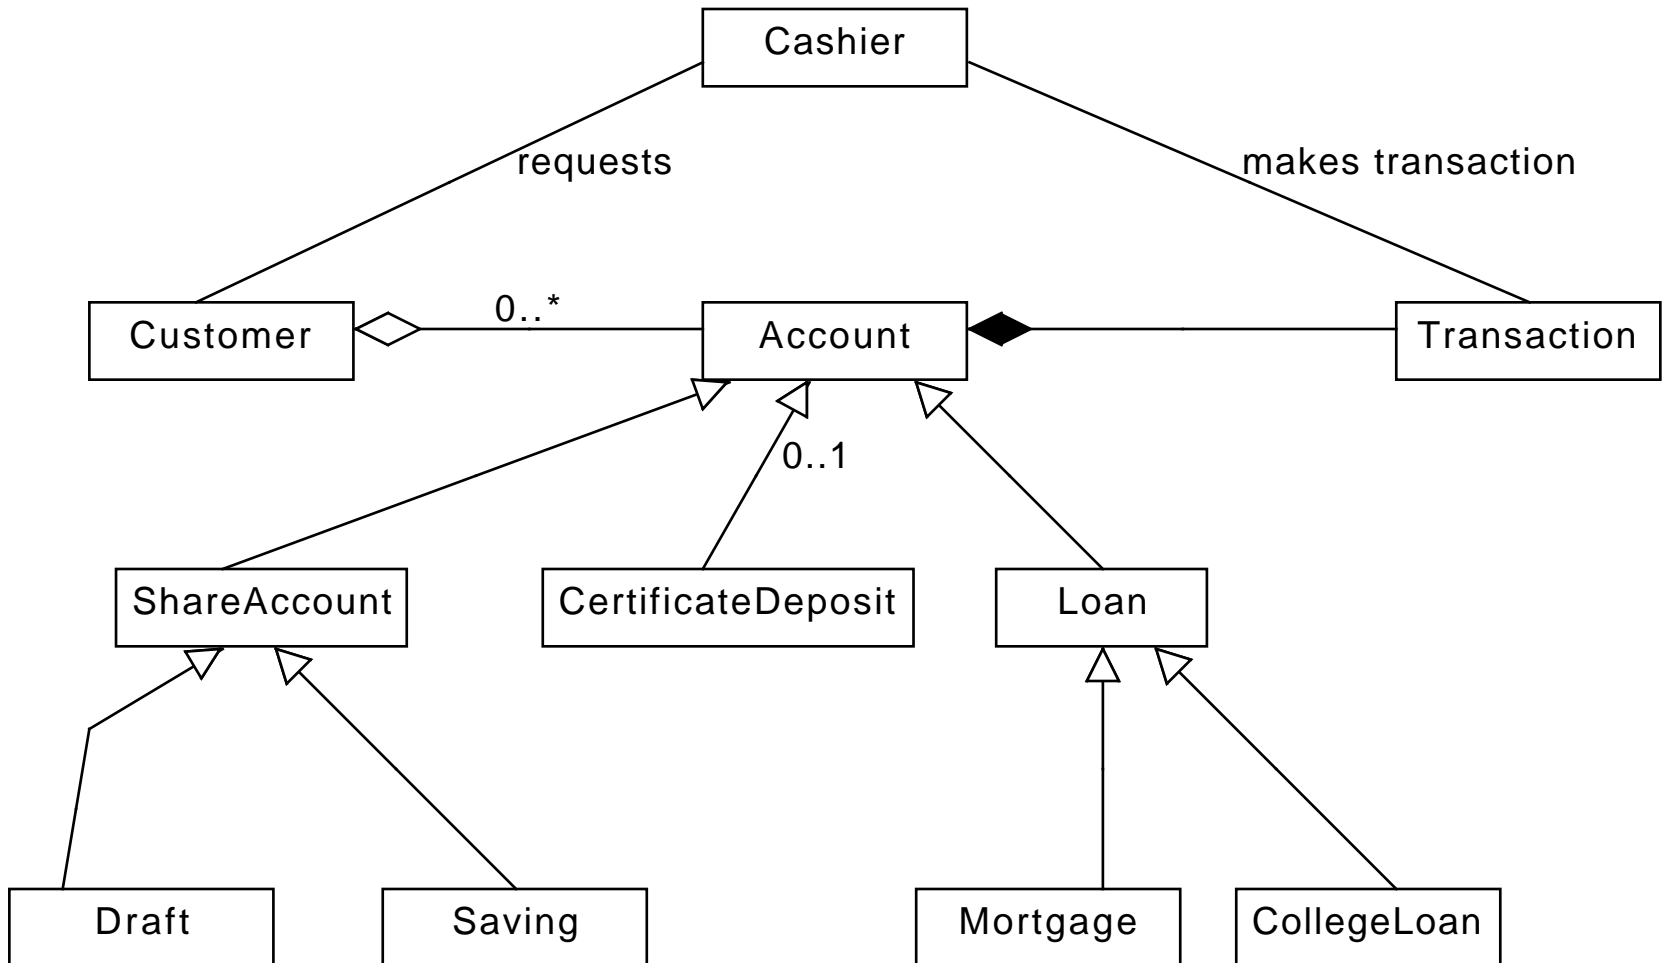 Cashier
requests
makes transaction
0..*
Customer
Account
Transaction
0..1
ShareAccount
CertificateDeposit
Loan
Draft
Saving
Mortgage
CollegeLoan